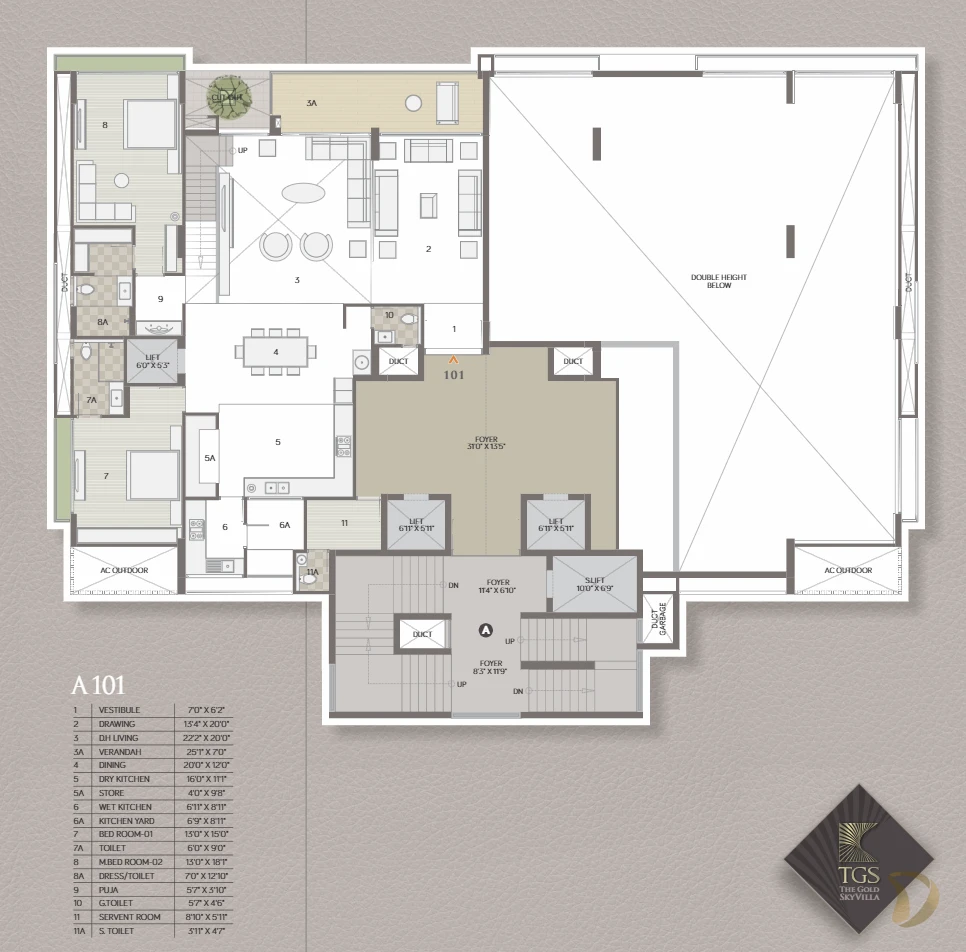 CUT OUT
3A
8
UP
2
3
DUCT
DUCT
DOUBLE HEIGHT
BELOW
9
8A
10
1
4
LIFT
6'0" X 5'3"
DUCT
DUCT
101
7A
FOYER
31'0" X 13'5"
5
5A
7
6
6A
11
LIFT
6'11" X 5'11"
LIFT
6'11" X 5'11"
AC OUTDOOR
11A
AC OUTDOOR
DN
FOYER
11'4" X 6'10"
S.LIFT
10'0" X 6'9"
DUCT
GARBAGE
DUCT
A
UP
FOYER
8'3" X 11'9"
UP
DN
A 101
1 VESTIBULE 7'0" X 6'2"
2 DRAWING 13'4" X 20'0"
3 D.H LIVING 22'2" X 20'0"
3A VERANDAH 25'1" X 7'0"
4 DINING 20'0" X 12'0"
5 DRY KITCHEN 16'0" X 11'1"
5A STORE 4'0" X 9'8"
6 WET KITCHEN 6'11" X 8'11"
6A KITCHEN YARD 6'9" X 8'11"
7 BED ROOM-01 13'0" X 15'0"
7A TOILET 6'0" X 9'0"
8 M.BED ROOM-02 13'0" X 18'1"
8A DRESS/TOILET 7'0" X 12'10"
9 PUJA 5'7" X 3'10"
10 G.TOILET 5'7" X 4'6"
11 SERVENT ROOM 8'10" X 5'11"
11A S. TOILET 3'11" X 4'7"
TGS
THE GOLD
SKYVILLA